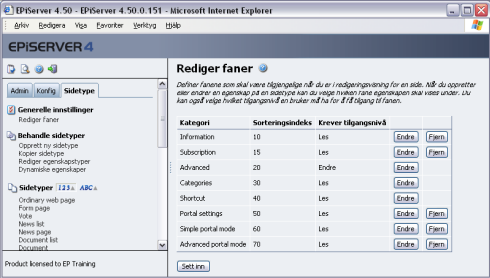 EPiServer 4.50 - EPiServer 4.50.0.151 - Microsoft Internet Explorer
Arkiv Redigera Visa Favoriter Verktyg Hjälp
EPiSERVER 4
Admin Konfig Sidetype
Generelle innstillinger
Rediger faner
Behandle sidetyper
Opprett ny sidetype
Kopier sidetype
Rediger egenskapstyper
Dynamiske egenskaper
Sidetyper 123 ABC
Ordinary web page
Form page
Vote
News list
News page
Document list
Document
Product licensed to EP Training
Rediger faner
Definer fanene som skal være tilgjengelige når du er i redigeringsvisning for en side. Når du oppretter
eller endrer en egenskap på en sidetype kan du velge hvilken fane egenskapen skal vises under. Du
kan også velge hvilket tilgangsnivå en bruker må ha for å få tilgang til fanen.
Kategori Sorteringsindeks Krever tilgangsnivå
Information 10 Les Endre Fjern
Subscription 15 Les Endre Fjern
Advanced 20 Endre Endre
Categories 30 Les Endre
Shortcut 40 Les Endre
Portal settings 50 Les Endre Fjern
Simple portal mode 60 Les Endre Fjern
Advanced portal mode 70 Les Endre Fjern
Sett inn